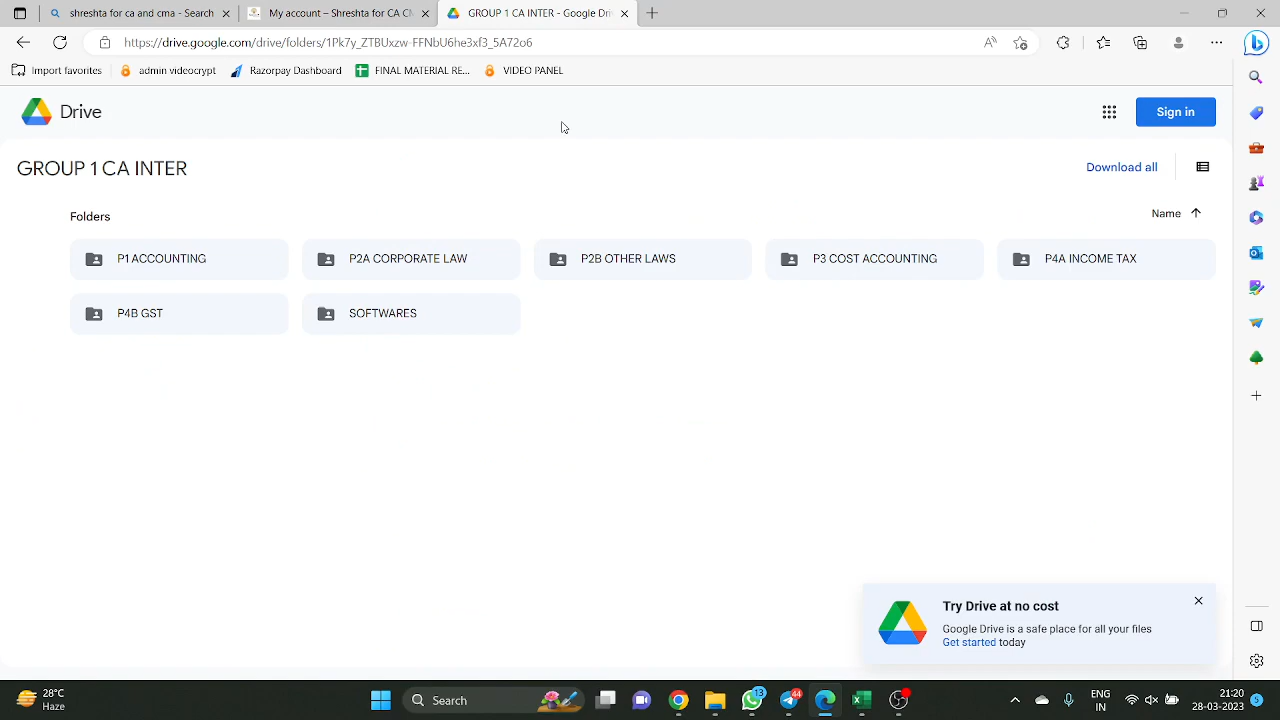 shreshta for ca and cma - Search
My account – Shreshta for CA CM
GROUP 1 CA INTER - Google Dri
https://drive.google.com/drive/folders/1Pk7y_ZTBUxzw-FFNbU6he3xf3_5A72o6
Import favorites
admin videocrypt
Razorpay Dashboard
FINAL MATERIAL RE...
VIDEO PANEL
Drive
Sign in
GROUP 1 CA INTER
Download all
Folders
Name
P1 ACCOUNTING
P2A CORPORATE LAW
P2B OTHER LAWS
P3 COST ACCOUNTING
P4A INCOME TAX
P4B GST
SOFTWARES
Try Drive at no cost
Google Drive is a safe place for all your files
Get started today
28°C
Haze
Search
13
44
ENG
IN
21:20
28-03-2023
5